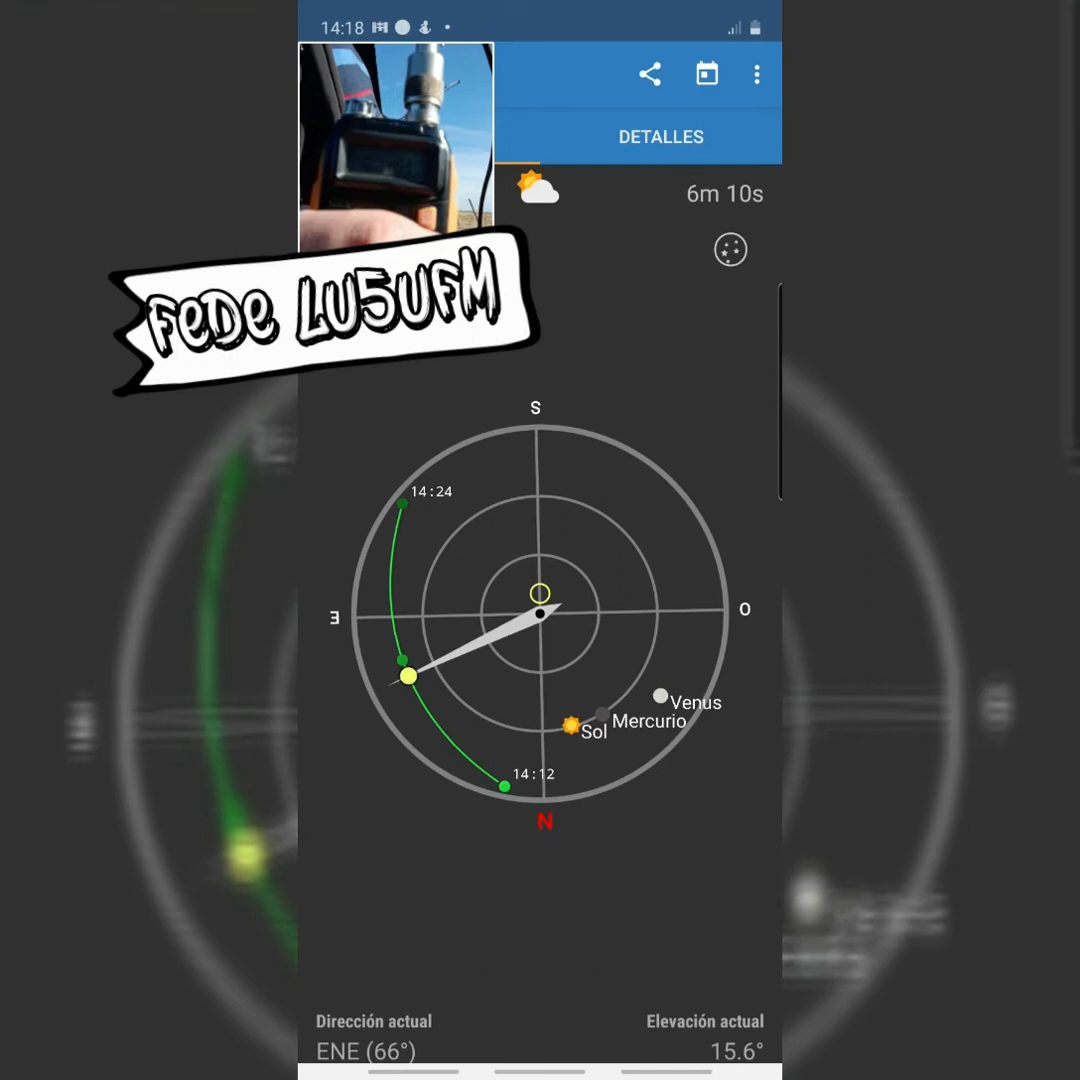 14:18
DETALLES
6m 10s
FeDe LU5UFM
S
14:24
E
O
Venus
Mercurio
Sol
14:12
N
Dirección actual
Elevación actual
ENE (66°)
15.6°